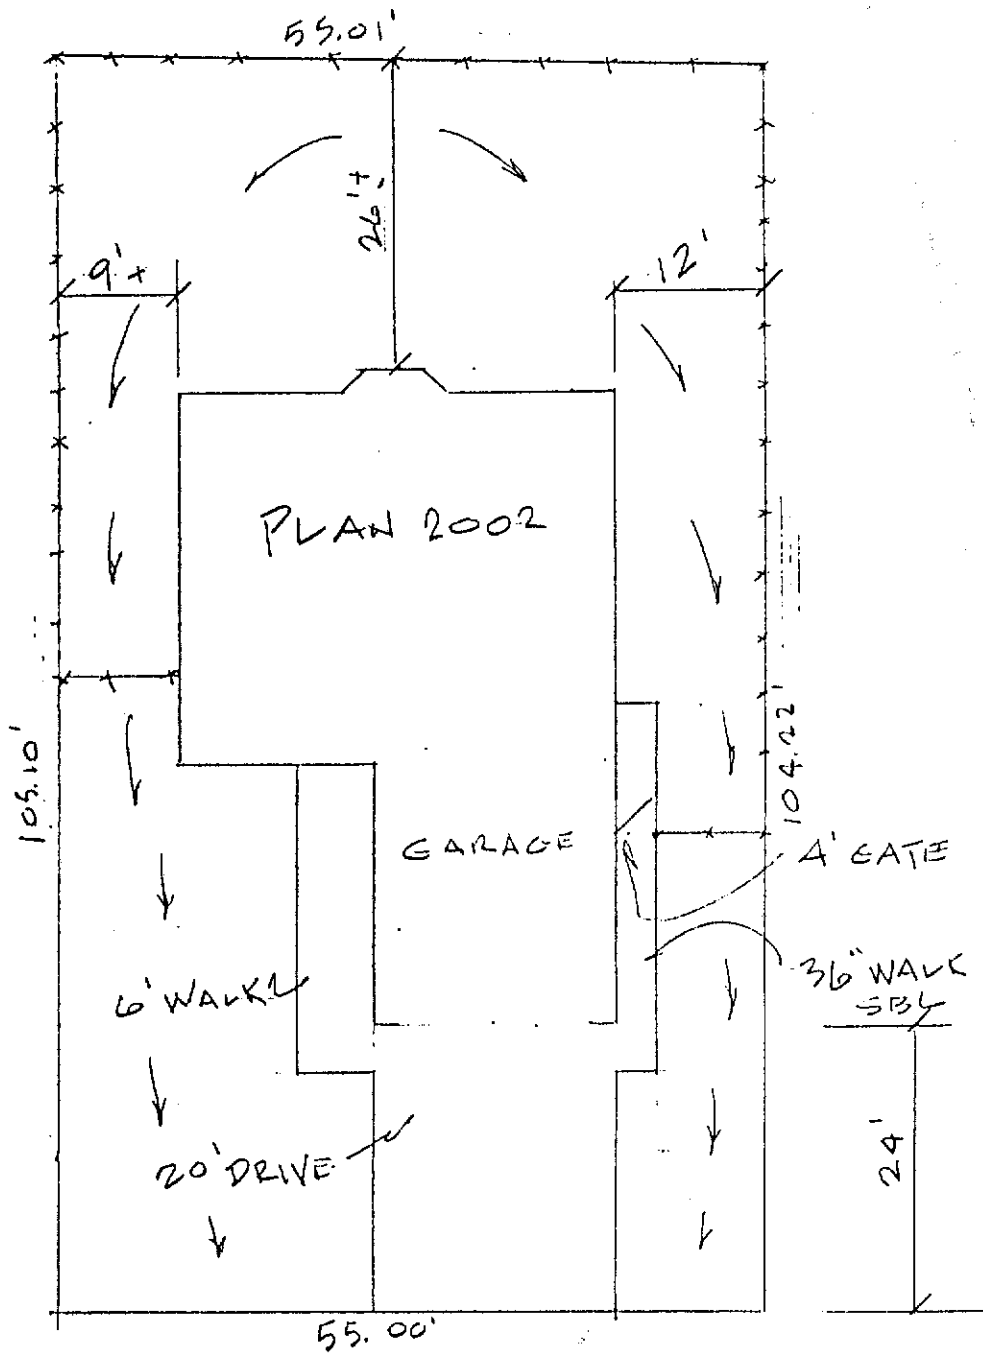 55.01'
26'±
9'+
12'
PLAN 2002
105.10'
104.22'
GARAGE
4' GATE
6' WALK
36" WALK
SBL
24'
20' DRIVE
55.00'